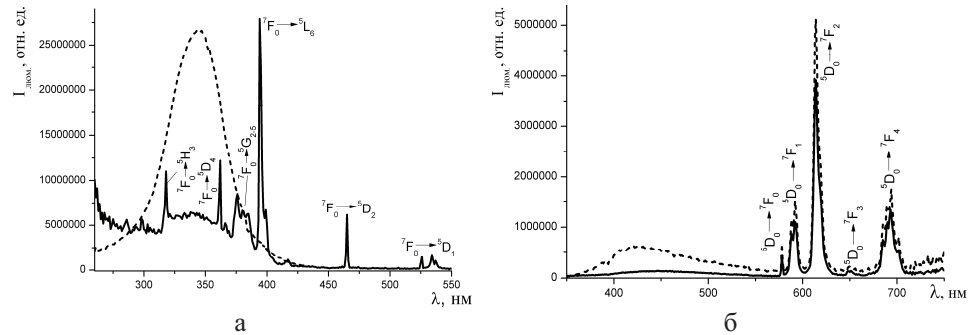 I люм., отн. ед.
25000000
20000000
15000000
10000000
5000000
0
300
350
400
450
500
550
λ, нм
⁷F₀ → ⁵H₃
⁷F₀ → ⁵D₄
⁷F₀ → ⁵G₂₋₅
⁷F₀ → ⁵L₆
⁷F₀ → ⁵D₂
⁷F₀ → ⁵D₁
а
I люм., отн. ед.
5000000
4000000
3000000
2000000
1000000
0
400
500
600
700
λ, нм
⁵D₀ → ⁷F₀
⁵D₀ → ⁷F₁
⁵D₀ → ⁷F₂
⁵D₀ → ⁷F₃
⁵D₀ → ⁷F₄
б